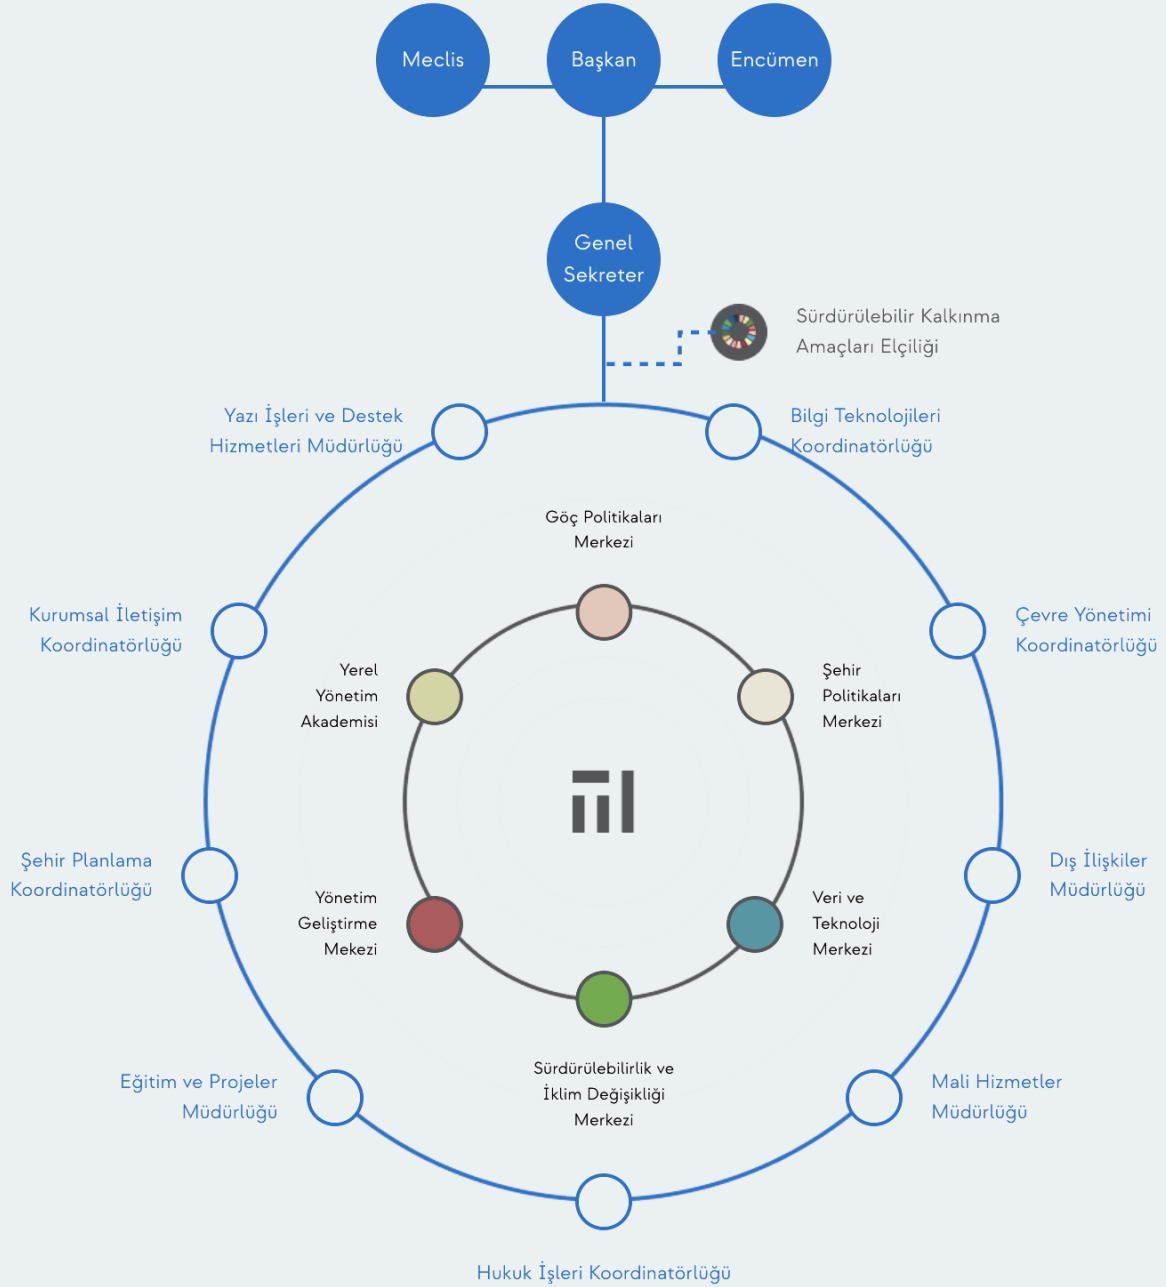 Meclis
Başkan
Encümen
Genel
Sekreter
Sürdürülebilir Kalkınma
Amaçları Elçiliği
Yazı İşleri ve Destek
Hizmetleri Müdürlüğü
Bilgi Teknolojileri
Koordinatörlüğü
Göç Politikaları
Merkezi
Kurumsal İletişim
Koordinatörlüğü
Çevre Yönetimi
Koordinatörlüğü
Yerel
Yönetim
Akademisi
Şehir
Politikaları
Merkezi
Şehir Planlama
Koordinatörlüğü
Dış İlişkiler
Müdürlüğü
Yönetim
Geliştirme
Mekezi
Veri ve
Teknoloji
Merkezi
Sürdürülebilirlik ve
İklim Değişikliği
Merkezi
Eğitim ve Projeler
Müdürlüğü
Mali Hizmetler
Müdürlüğü
Hukuk İşleri Koordinatörlüğü